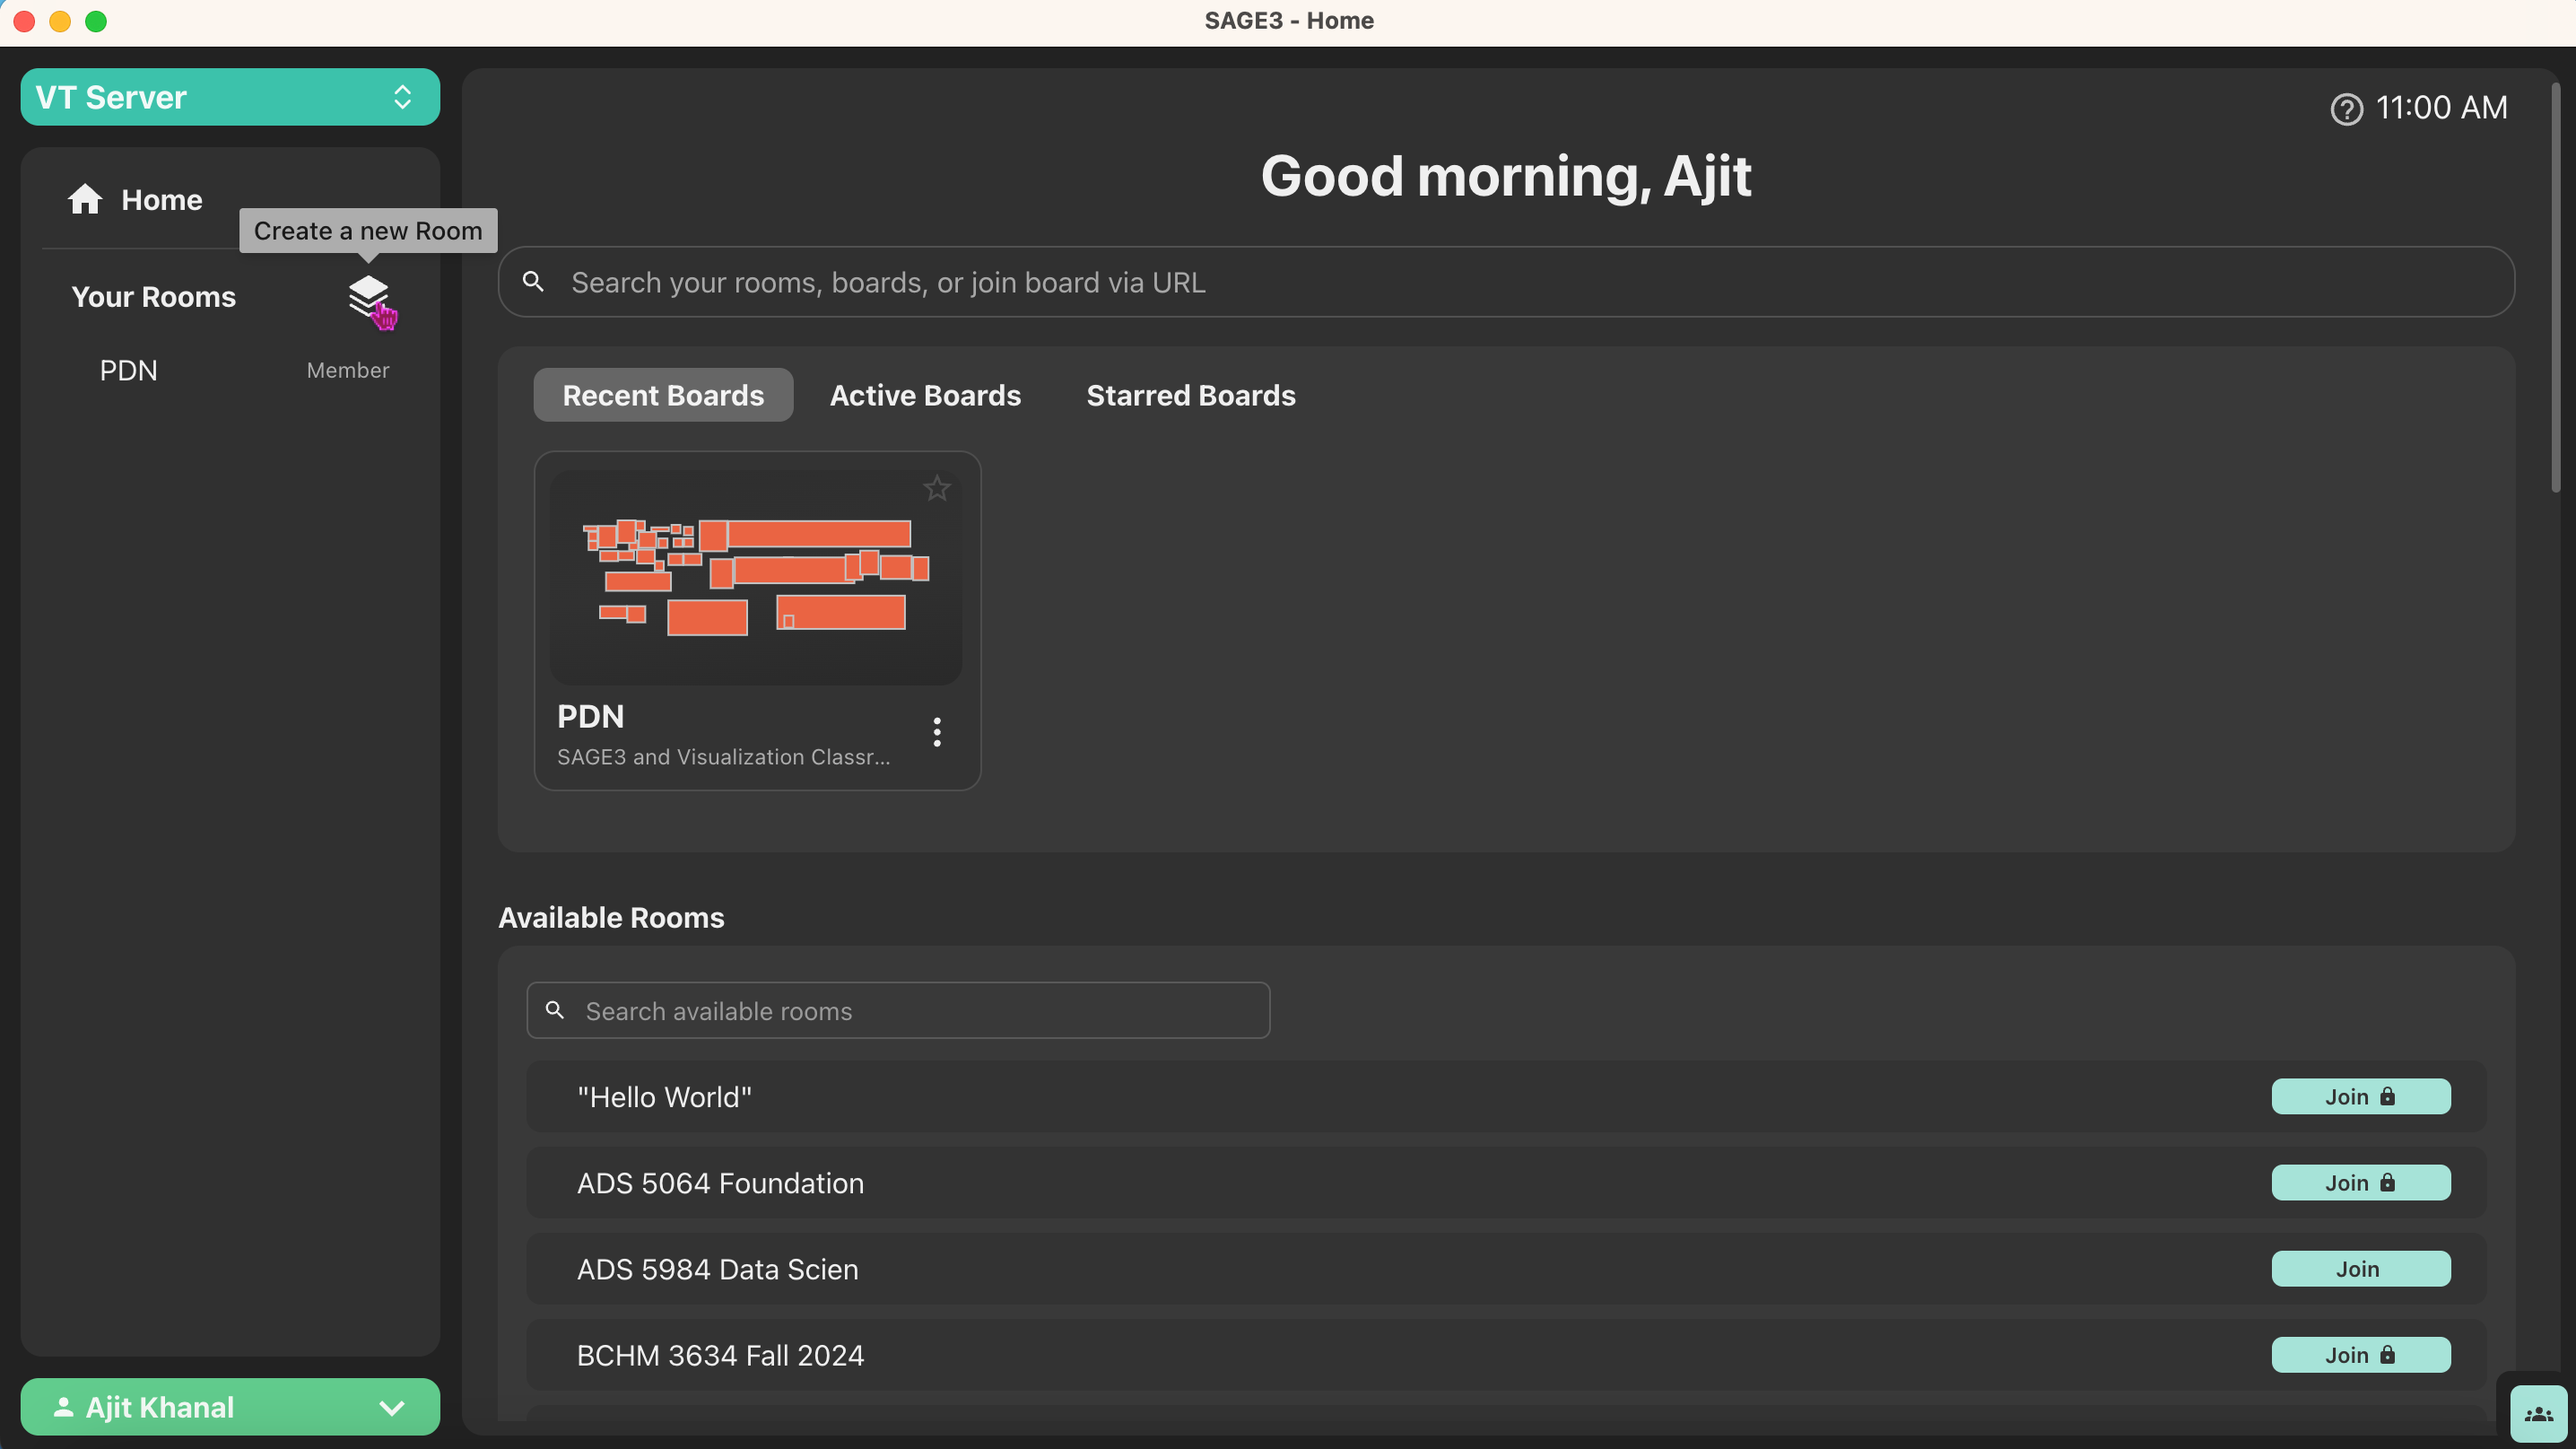 SAGE3 - Home
VT Server
Home
Create a new Room
Your Rooms
PDN
Member
11:00 AM
Good morning, Ajit
Search your rooms, boards, or join board via URL
Recent Boards
Active Boards
Starred Boards
PDN
SAGE3 and Visualization Classr...
Available Rooms
Search available rooms
"Hello World"
Join
ADS 5064 Foundation
Join
ADS 5984 Data Scien
Join
BCHM 3634 Fall 2024
Join
Ajit Khanal